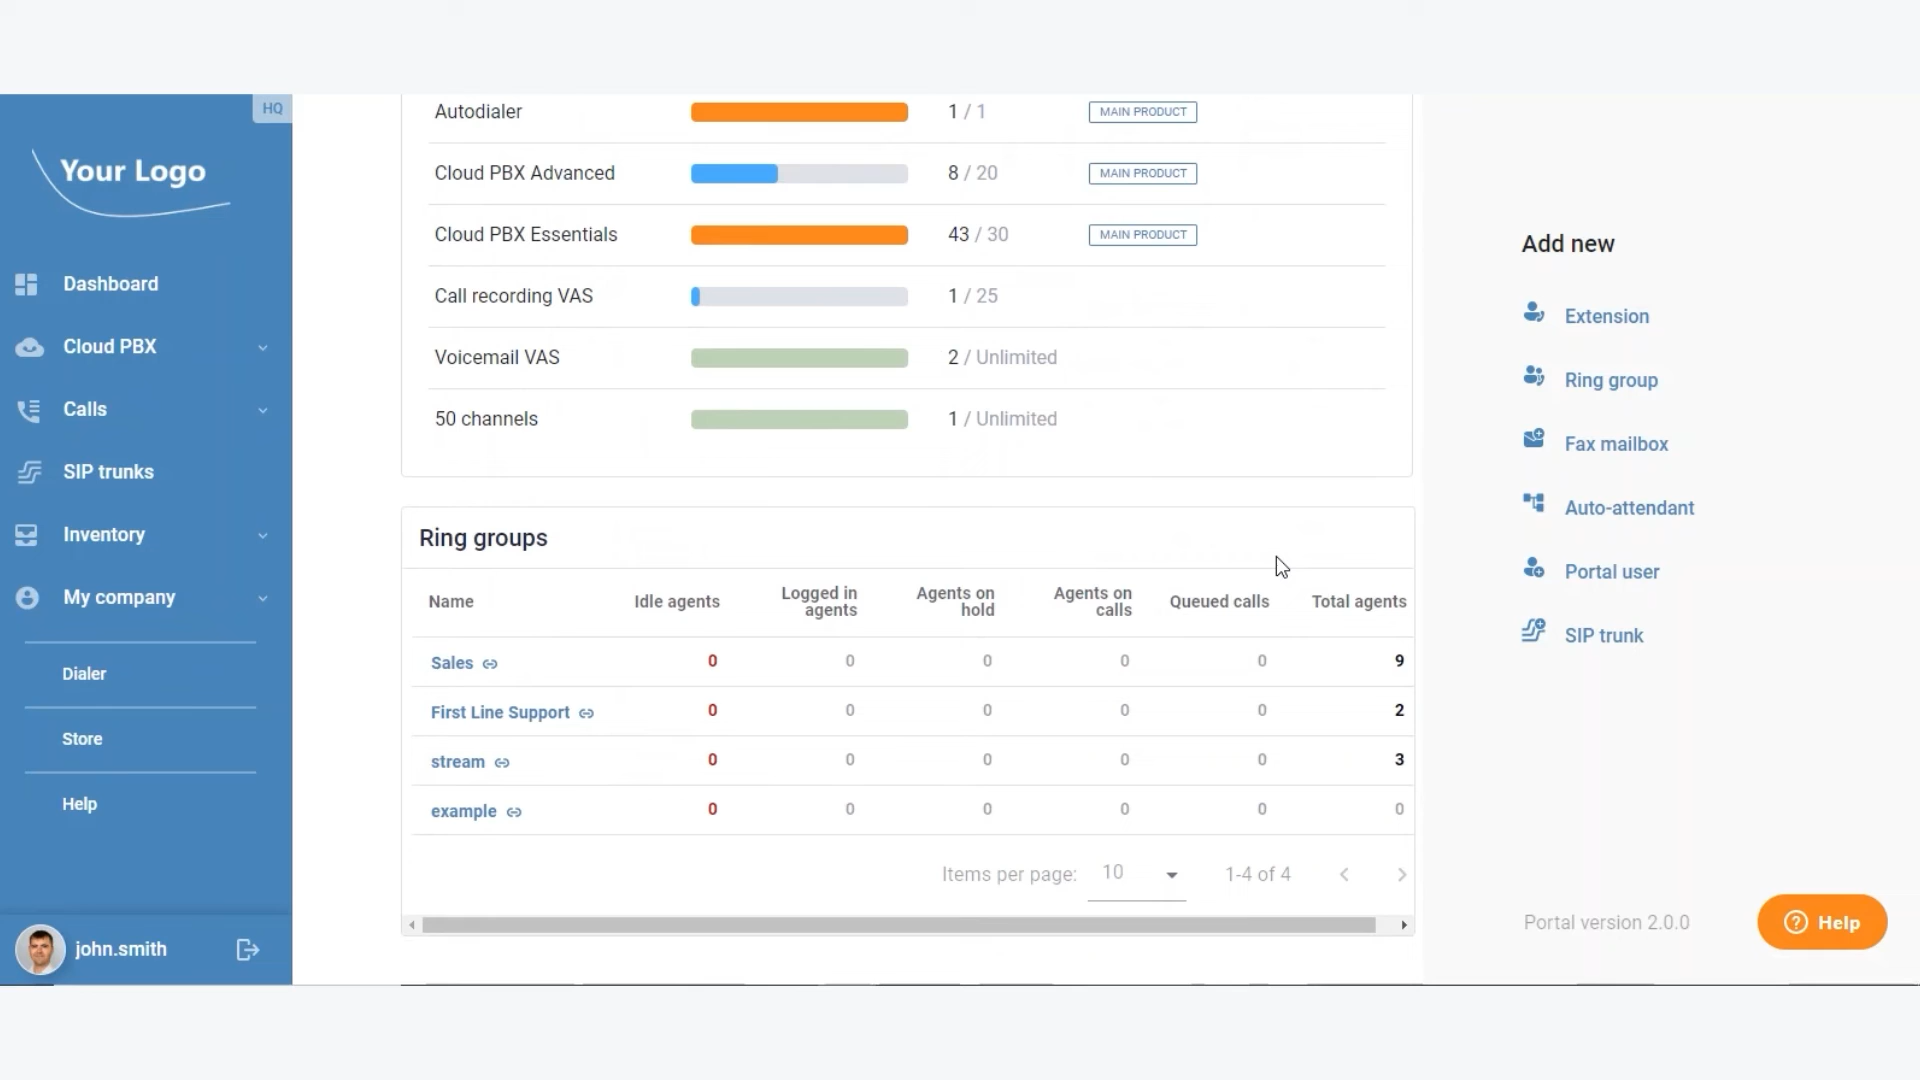 HQ
Your Logo
Dashboard
Cloud PBX
Calls
SIP trunks
Inventory
My company
Dialer
Store
Help
john.smith
Autodialer 1 / 1 MAIN PRODUCT
Cloud PBX Advanced 8 / 20 MAIN PRODUCT
Cloud PBX Essentials 43 / 30 MAIN PRODUCT
Call recording VAS 1 / 25
Voicemail VAS 2 / Unlimited
50 channels 1 / Unlimited
Ring groups
Name Idle agents Logged in agents Agents on hold Agents on calls Queued calls Total agents
Sales 0 0 0 0 0 9
First Line Support 0 0 0 0 0 2
stream 0 0 0 0 0 3
example 0 0 0 0 0 0
Items per page: 10 1-4 of 4
Add new
Extension
Ring group
Fax mailbox
Auto-attendant
Portal user
SIP trunk
Portal version 2.0.0
Help